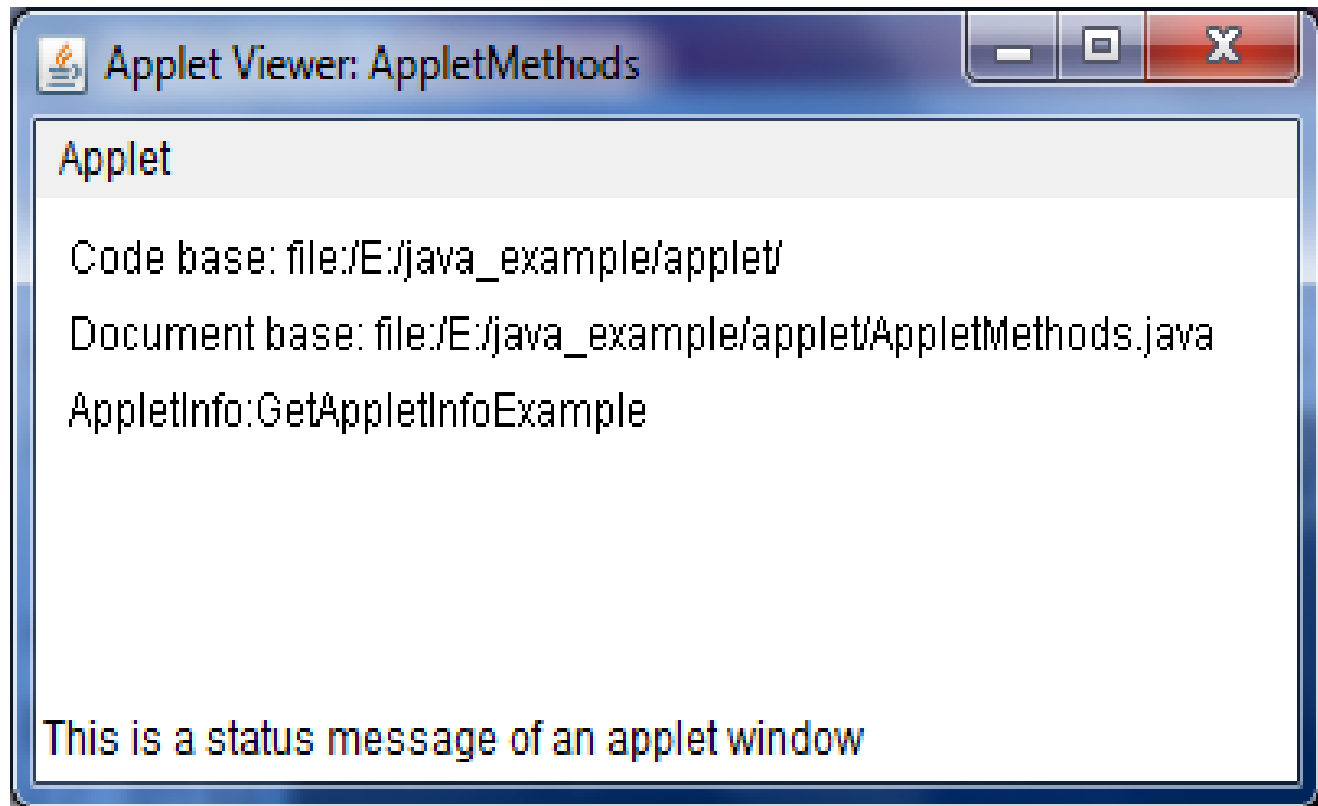 Applet Viewer: AppletMethods
Applet
Code base: file:/E:/java_example/applet/
Document base: file:/E:/java_example/applet/AppletMethods.java
AppletInfo:GetAppletInfoExample
This is a status message of an applet window